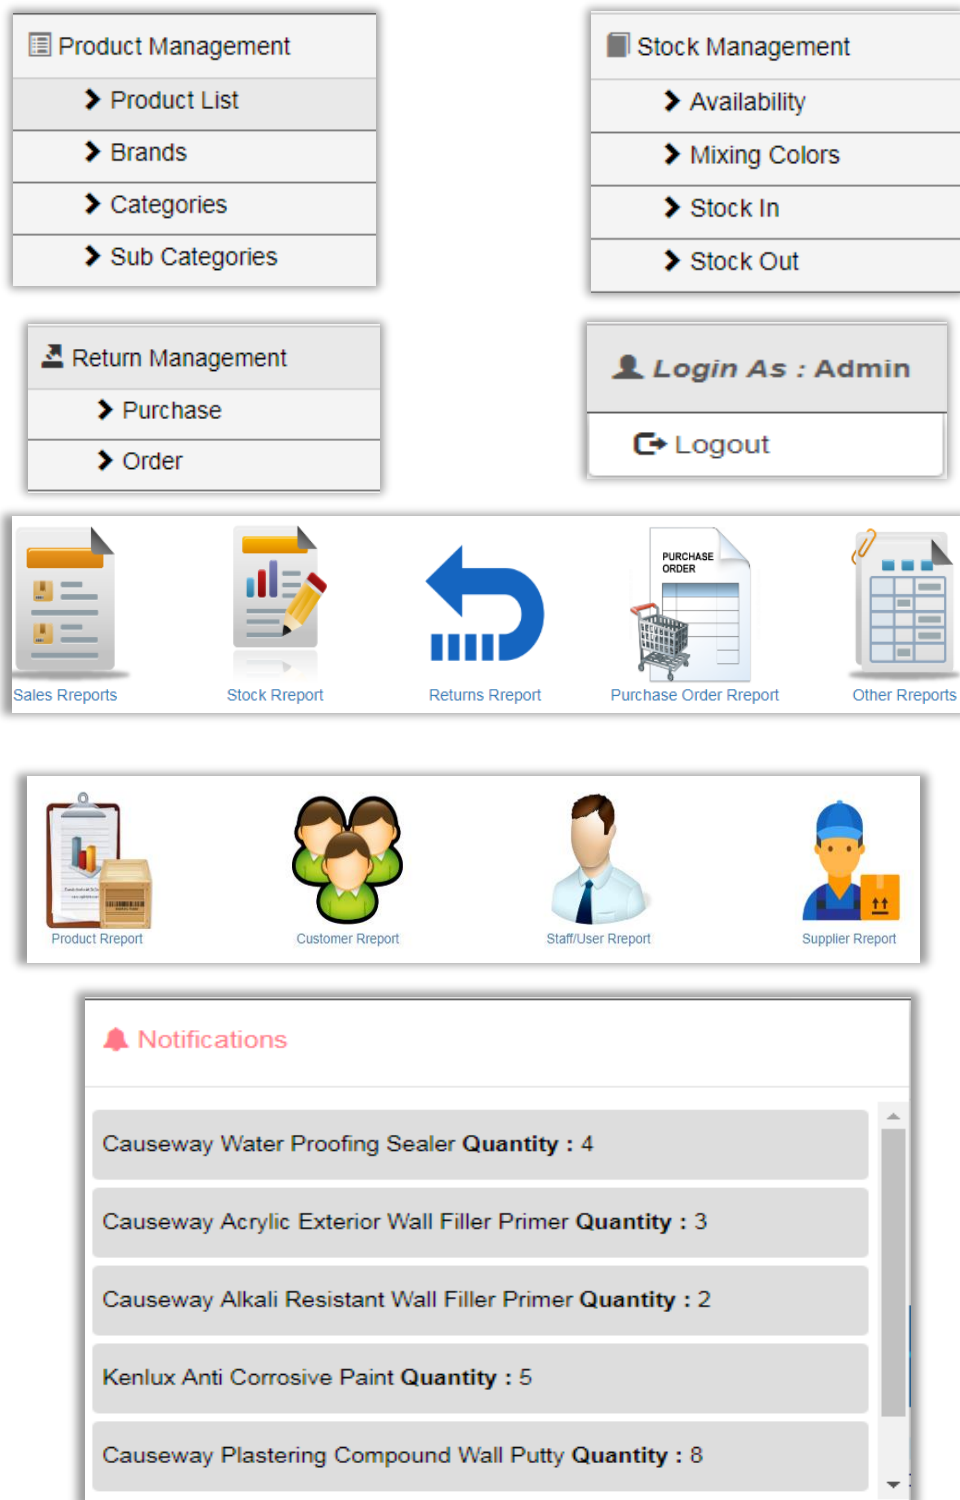 Product Management
Product List
Brands
Categories
Sub Categories
Stock Management
Availability
Mixing Colors
Stock In
Stock Out
Return Management
Purchase
Order
Login As : Admin
Logout
PURCHASE
ORDER
Sales Rreports
Stock Rreport
Returns Rreport
Purchase Order Rreport
Other Rreports
Product Rreport
Customer Rreport
Staff/User Rreport
Supplier Rreport
Notifications
Causeway Water Proofing Sealer Quantity : 4
Causeway Acrylic Exterior Wall Filler Primer Quantity : 3
Causeway Alkali Resistant Wall Filler Primer Quantity : 2
Kenlux Anti Corrosive Paint Quantity : 5
Causeway Plastering Compound Wall Putty Quantity : 8